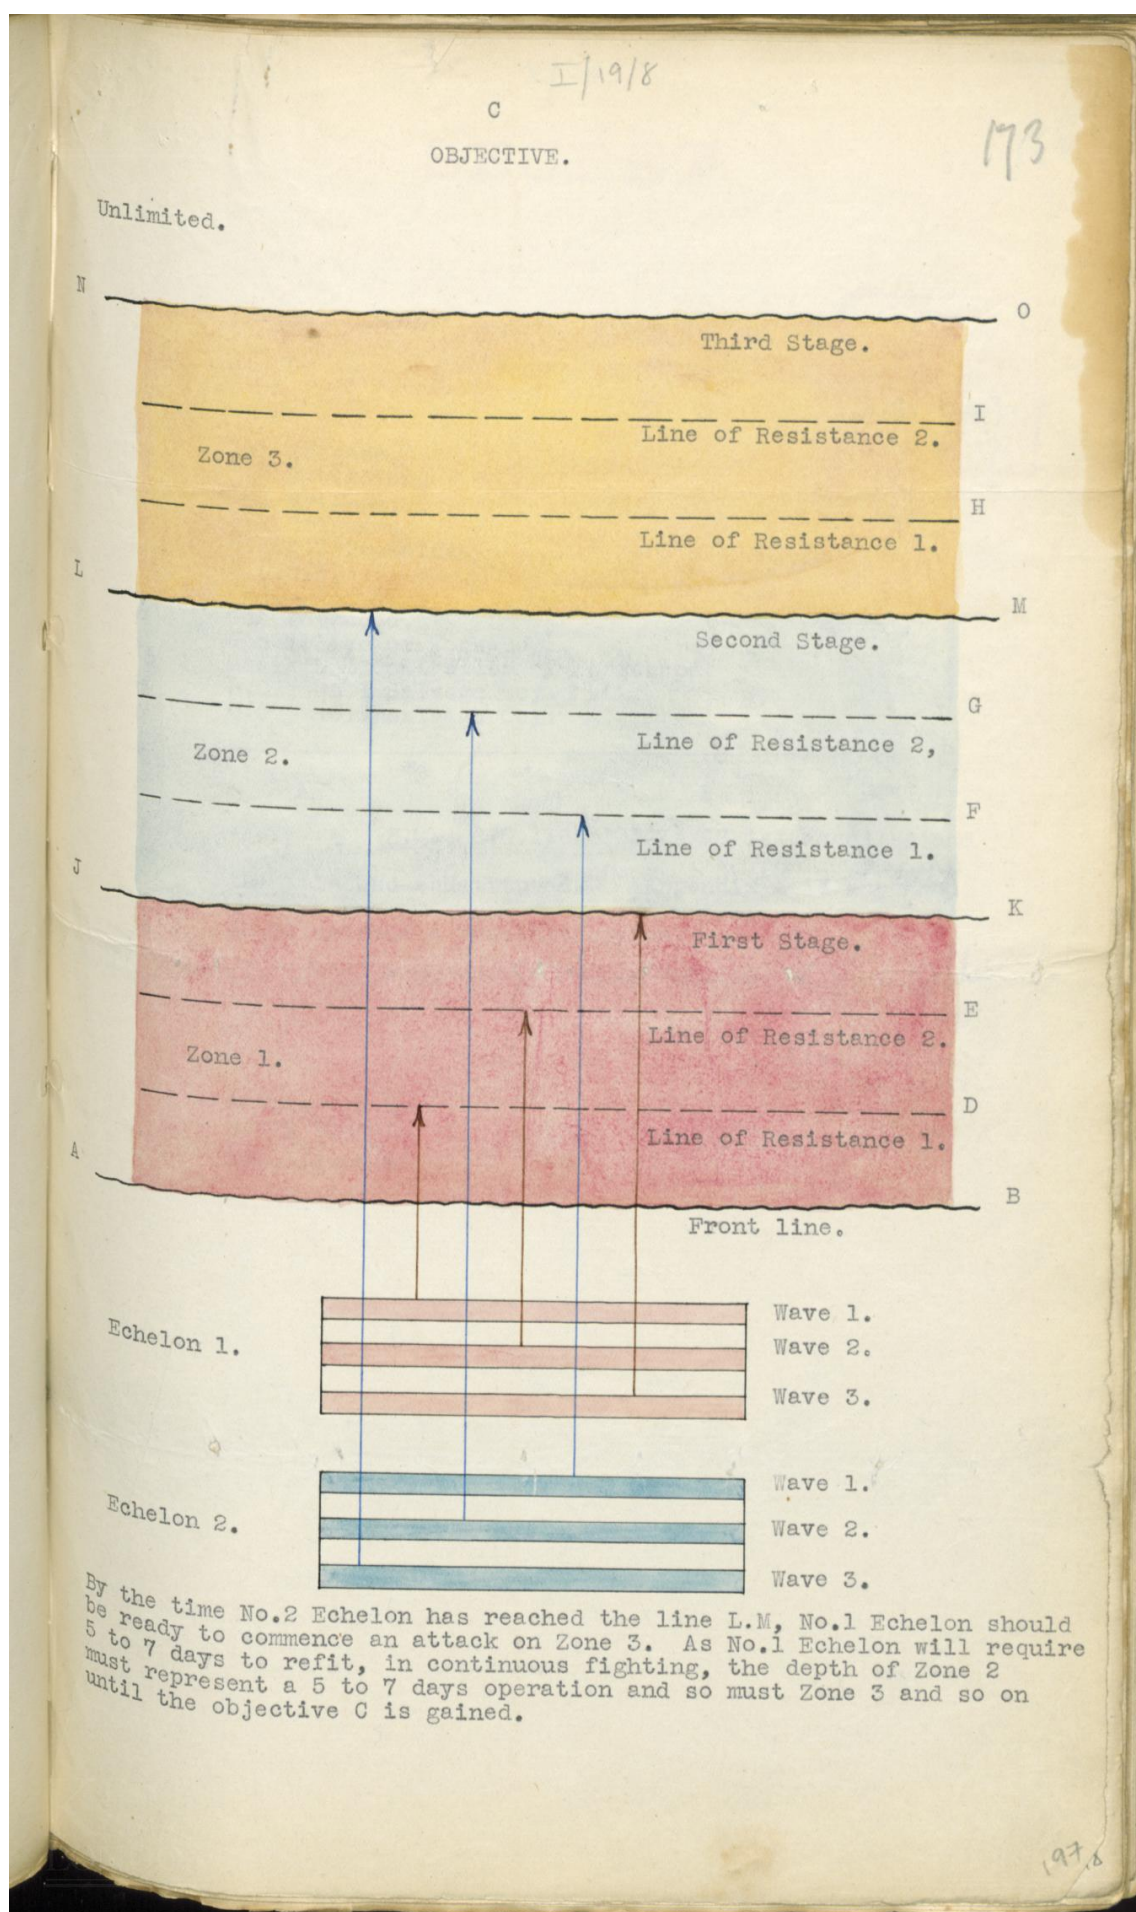 I/19/8
C
173
OBJECTIVE.
Unlimited.
N
O
Third Stage.
I
Line of Resistance 2.
Zone 3.
H
Line of Resistance 1.
L
M
Second Stage.
G
Line of Resistance 2,
Zone 2.
F
Line of Resistance 1.
J
K
First Stage.
E
Line of Resistance 2.
Zone 1.
D
Line of Resistance 1.
A
B
Front line.
Wave 1.
Echelon 1.
Wave 2.
Wave 3.
Wave 1.
Echelon 2.
Wave 2.
Wave 3.
By the time No.2 Echelon has reached the line L.M, No.1 Echelon should
be ready to commence an attack on Zone 3. As No.1 Echelon will require
5 to 7 days to refit, in continuous fighting, the depth of Zone 2
must represent a 5 to 7 days operation and so must Zone 3 and so on
until the objective C is gained.